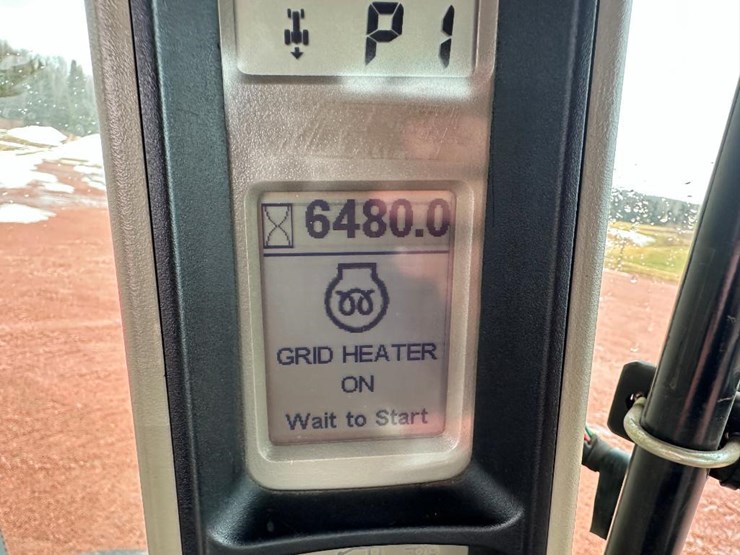 P1
6480.0
GRID HEATER
ON
Wait to Start